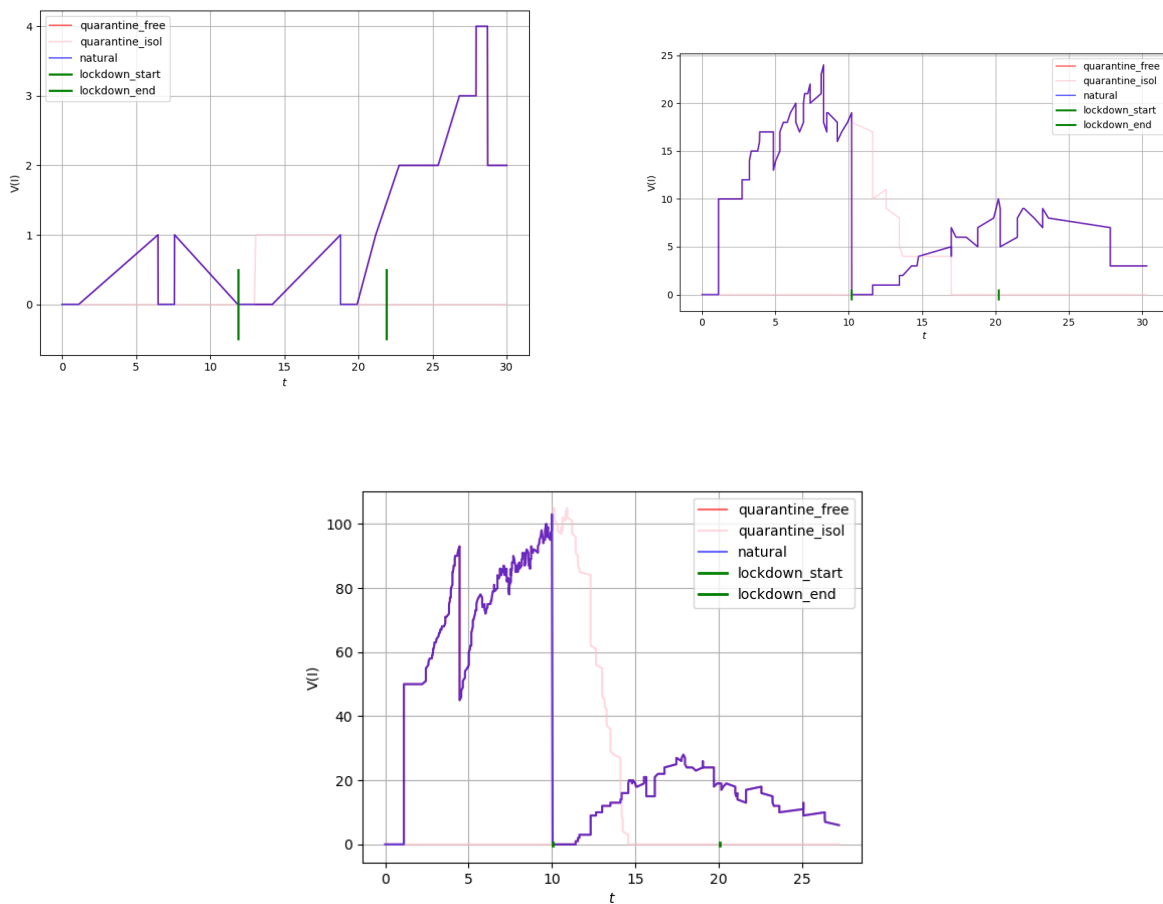 quarantine_free
quarantine_isol
natural
lockdown_start
lockdown_end
4
3
2
1
0
V(I)
0 5 10 15 20 25 30
t
quarantine_free
quarantine_isol
natural
lockdown_start
lockdown_end
25
20
15
10
5
0
V(I)
0 5 10 15 20 25 30
t
quarantine_free
quarantine_isol
natural
lockdown_start
lockdown_end
100
80
60
40
20
0
V(I)
0 5 10 15 20 25
t